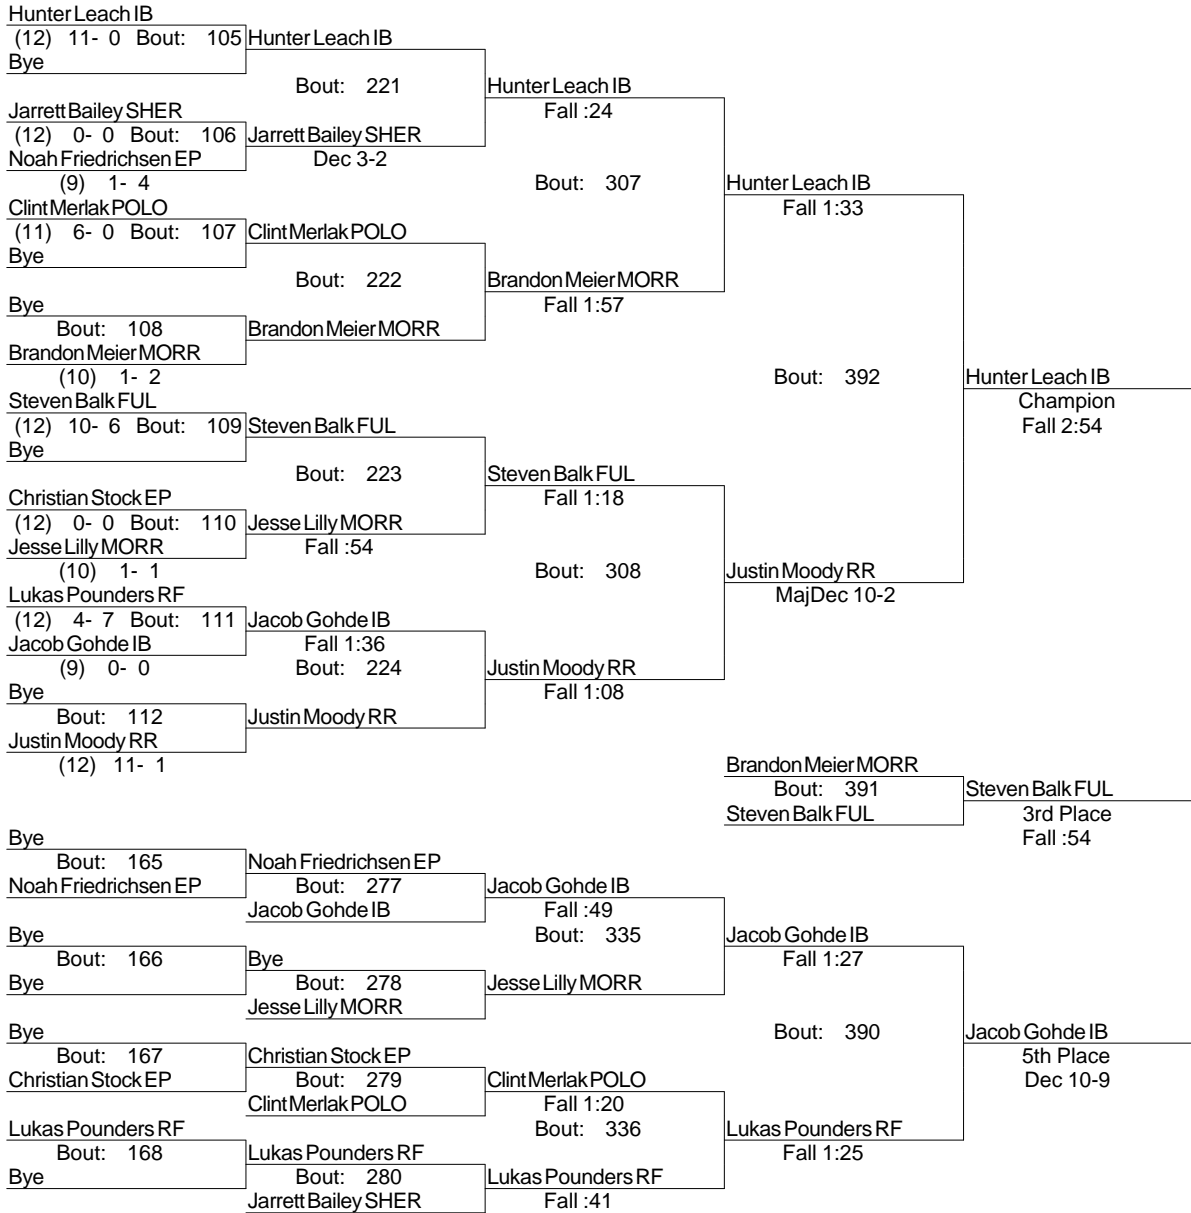 Hunter Leach IB
(12) 11- 0 Bout: 105 Hunter Leach IB
Bye
Bout: 221 Hunter Leach IB
Jarrett Bailey SHER Fall :24
(12) 0- 0 Bout: 106 Jarrett Bailey SHER
Noah Friedrichsen EP Dec 3-2
(9) 1- 4 Bout: 307 Hunter Leach IB
Clint Merlak POLO Fall 1:33
(11) 6- 0 Bout: 107 Clint Merlak POLO
Bye
Bout: 222 Brandon Meier MORR
Bye Fall 1:57
Bout: 108 Brandon Meier MORR
Brandon Meier MORR
(10) 1- 2 Bout: 392 Hunter Leach IB
Steven Balk FUL Champion
(12) 10- 6 Bout: 109 Steven Balk FUL Fall 2:54
Bye
Bout: 223 Steven Balk FUL
Christian Stock EP Fall 1:18
(12) 0- 0 Bout: 110 Jesse Lilly MORR
Jesse Lilly MORR Fall :54
(10) 1- 1 Bout: 308 Justin Moody RR
Lukas Pounders RF MajDec 10-2
(12) 4- 7 Bout: 111 Jacob Gohde IB
Jacob Gohde IB Fall 1:36
(9) 0- 0 Bout: 224 Justin Moody RR
Bye Fall 1:08
Bout: 112 Justin Moody RR
Justin Moody RR
(12) 11- 1 Brandon Meier MORR
Bout: 391 Steven Balk FUL
Steven Balk FUL 3rd Place
Bye Fall :54
Bout: 165 Noah Friedrichsen EP
Noah Friedrichsen EP Bout: 277 Jacob Gohde IB
Jacob Gohde IB Fall :49
Bye Bout: 335 Jacob Gohde IB
Bout: 166 Bye Fall 1:27
Bye Bout: 278 Jesse Lilly MORR
Jesse Lilly MORR
Bye Bout: 390 Jacob Gohde IB
Bout: 167 Christian Stock EP 5th Place
Christian Stock EP Bout: 279 Clint Merlak POLO Dec 10-9
Clint Merlak POLO Fall 1:20
Lukas Pounders RF Bout: 336 Lukas Pounders RF
Bout: 168 Lukas Pounders RF Fall 1:25
Bye Bout: 280 Lukas Pounders RF
Jarrett Bailey SHER Fall :41